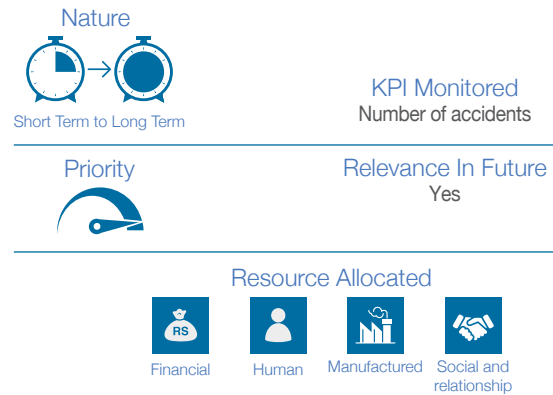 Nature
Short Term to Long Term
KPI Monitored
Number of accidents
Priority
Relevance In Future
Yes
Resource Allocated
RS
Financial
Human
Manufactured
Social and
relationship